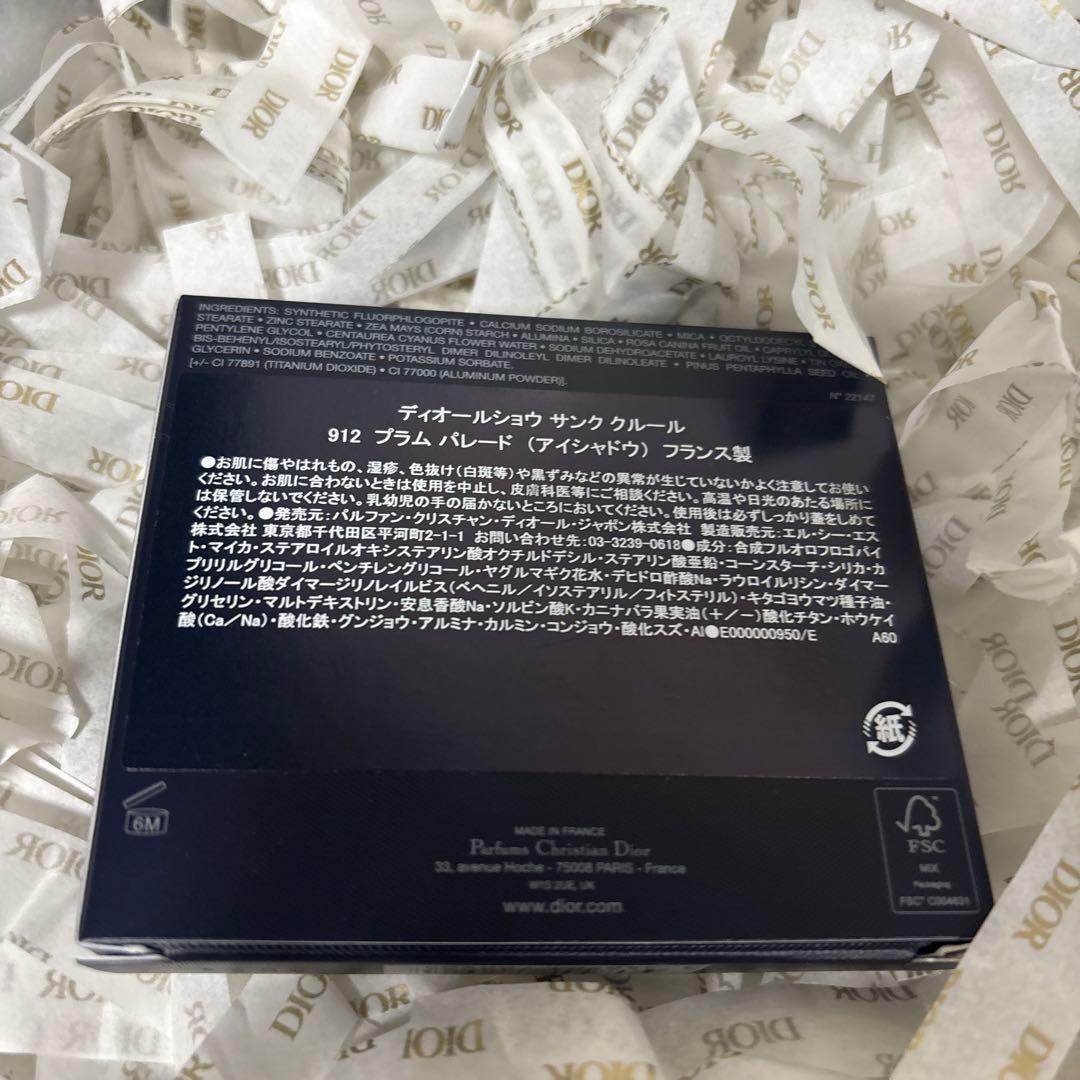 DIOR
DIOR
DIOR
DIOR
DIOR
DIOR
INGREDIENTS: SYNTHETIC FLUORPHLOGOPITE • CALCIUM SODIUM BOROSILICATE • MICA • OCTYLDODECYL
STEARATE • ZINC STEARATE • ZEA MAYS (CORN) STARCH • ALUMINA • SILICA • ROSA CANINA FRUIT OIL • CAPRYLYL
PENTYLENE GLYCOL • CENTAUREA CYANUS FLOWER WATER • SODIUM DEHYDROACETATE • LAUROYL LYSINE •
BIS-BEHENYL/ISOSTEARYL/PHYTOSTERYL DIMER DILINOLEYL DIMER DILINOLEATE • PINUS PENTAPHYLLA SEED OIL
GLYCERIN • SODIUM BENZOATE • POTASSIUM SORBATE.
[+/- CI 77891 (TITANIUM DIOXIDE) • CI 77000 (ALUMINUM POWDER)].
N° 22147
ディオールショウ サンク クルール
912 プラム パレード （アイシャドウ） フランス製
●お肌に傷やはれもの、湿疹、色抜け(白斑等)や黒ずみなどの異常が生じていないかよく注意してお使い
ください。お肌に合わないときは使用を中止し、皮膚科医等にご相談ください。高温や日光のあたる場所に
は保管しないでください。乳幼児の手の届かないところにおいてください。使用後は必ずしっかり蓋をしめて
ください。●発売元：パルファン・クリスチャン・ディオール・ジャポン株式会社 製造販売元：エル・シー・エス
株式会社 東京都千代田区平河町2-1-1 お問い合わせ先：03-3239-0618●成分：合成フルオロフロゴパイ
ト・マイカ・ステアロイルオキシステアリン酸オクチルドデシル・ステアリン酸亜鉛・コーンスターチ・シリカ・カ
プリリルグリコール・ペンチレングリコール・ヤグルマギク花水・デヒドロ酢酸Na・ラウロイルリシン・ダイマー
ジリノール酸ダイマージリノレイルビス(ベヘニル／イソステアリル／フィトステリル)・キタゴヨウマツ種子油・
グリセリン・マルトデキストリン・安息香酸Na・ソルビン酸K・カニナバラ果実油(＋／－)酸化チタン・ホウケイ
酸(Ca／Na)・酸化鉄・グンジョウ・アルミナ・カルミン・コンジョウ・酸化スズ・Al●E000000950/E A60
紙
6M
MADE IN FRANCE
Parfums Christian Dior
33, avenue Hoche - 75008 PARIS - France
W1S 2UE, UK
www.dior.com
FSC
MIX
Packaging
FSC® C004631